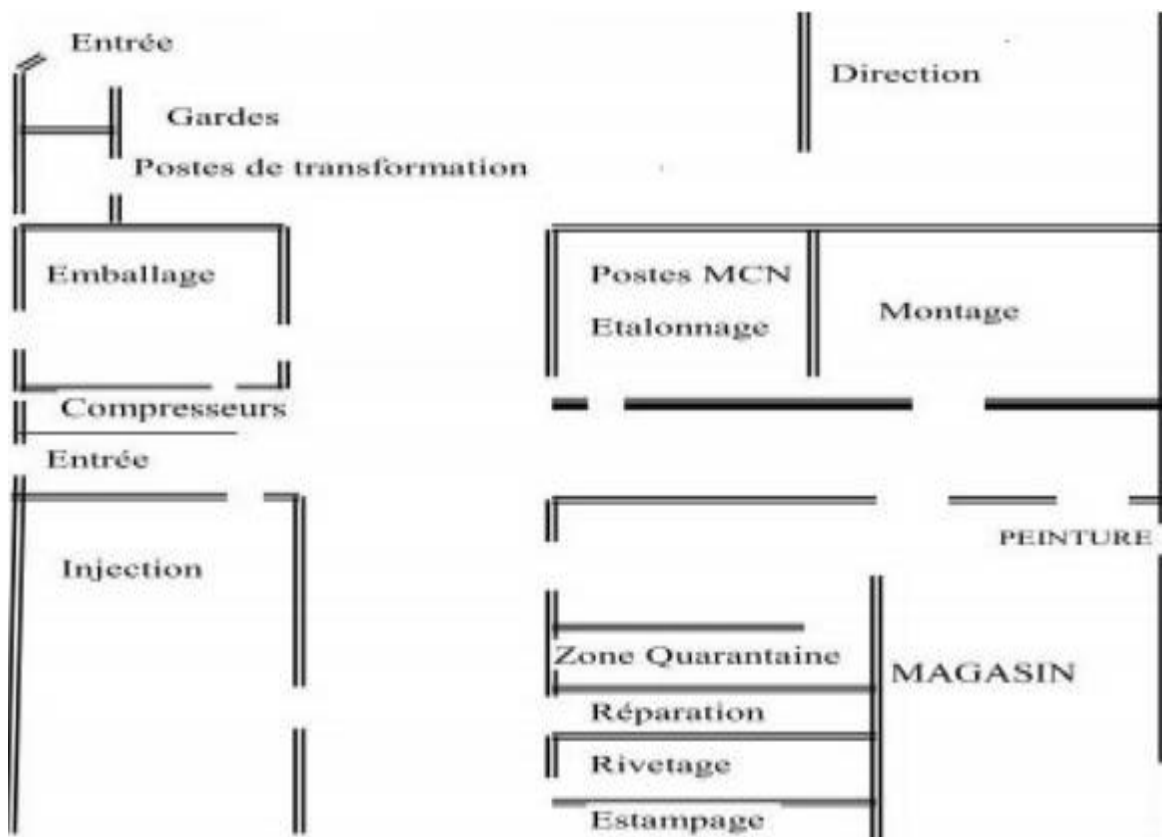 Entrée
Direction
Gardes
Postes de transformation
Emballage
Postes MCN
Etalonnage
Montage
Compresseurs
Entrée
PEINTURE
Injection
Zone Quarantaine
MAGASIN
Réparation
Rivetage
Estampage